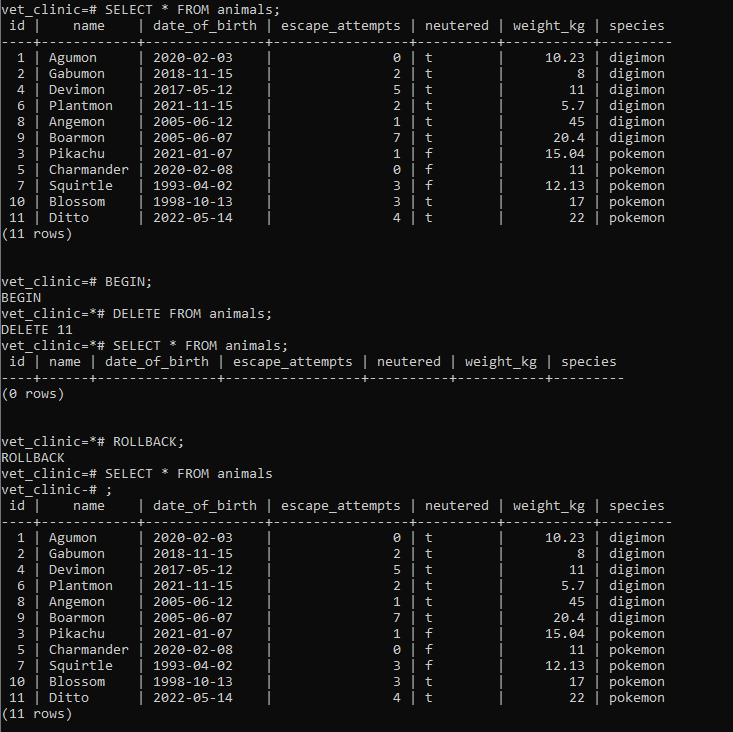 vet_clinic=# SELECT * FROM animals;
 id |    name    | date_of_birth | escape_attempts | neutered | weight_kg | species
----+------------+---------------+-----------------+----------+-----------+---------
  1 | Agumon     | 2020-02-03    |               0 | t        |     10.23 | digimon
  2 | Gabumon    | 2018-11-15    |               2 | t        |         8 | digimon
  4 | Devimon    | 2017-05-12    |               5 | t        |        11 | digimon
  6 | Plantmon   | 2021-11-15    |               2 | t        |       5.7 | digimon
  8 | Angemon    | 2005-06-12    |               1 | t        |        45 | digimon
  9 | Boarmon    | 2005-06-07    |               7 | t        |      20.4 | digimon
  3 | Pikachu    | 2021-01-07    |               1 | f        |     15.04 | pokemon
  5 | Charmander | 2020-02-08    |               0 | f        |        11 | pokemon
  7 | Squirtle   | 1993-04-02    |               3 | f        |     12.13 | pokemon
 10 | Blossom    | 1998-10-13    |               3 | t        |        17 | pokemon
 11 | Ditto      | 2022-05-14    |               4 | t        |        22 | pokemon
(11 rows)
vet_clinic=# BEGIN;
BEGIN
vet_clinic=*# DELETE FROM animals;
DELETE 11
vet_clinic=*# SELECT * FROM animals;
 id | name | date_of_birth | escape_attempts | neutered | weight_kg | species
----+------+---------------+-----------------+----------+-----------+---------
(0 rows)
vet_clinic=*# ROLLBACK;
ROLLBACK
vet_clinic=# SELECT * FROM animals
vet_clinic-# ;
 id |    name    | date_of_birth | escape_attempts | neutered | weight_kg | species
----+------------+---------------+-----------------+----------+-----------+---------
  1 | Agumon     | 2020-02-03    |               0 | t        |     10.23 | digimon
  2 | Gabumon    | 2018-11-15    |               2 | t        |         8 | digimon
  4 | Devimon    | 2017-05-12    |               5 | t        |        11 | digimon
  6 | Plantmon   | 2021-11-15    |               2 | t        |       5.7 | digimon
  8 | Angemon    | 2005-06-12    |               1 | t        |        45 | digimon
  9 | Boarmon    | 2005-06-07    |               7 | t        |      20.4 | digimon
  3 | Pikachu    | 2021-01-07    |               1 | f        |     15.04 | pokemon
  5 | Charmander | 2020-02-08    |               0 | f        |        11 | pokemon
  7 | Squirtle   | 1993-04-02    |               3 | f        |     12.13 | pokemon
 10 | Blossom    | 1998-10-13    |               3 | t        |        17 | pokemon
 11 | Ditto      | 2022-05-14    |               4 | t        |        22 | pokemon
(11 rows)